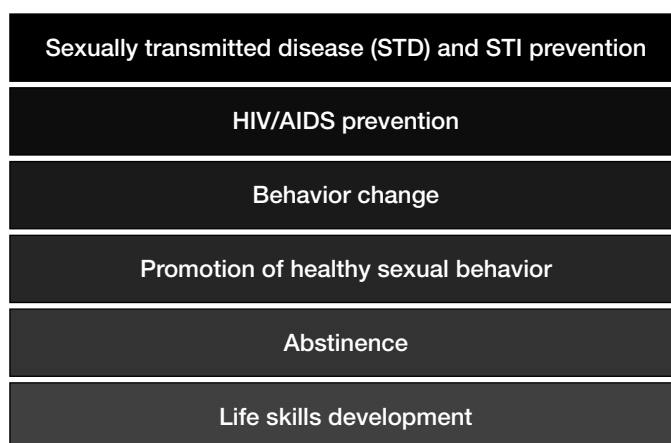 Sexually transmitted disease (STD) and STI prevention
HIV/AIDS prevention
Behavior change
Promotion of healthy sexual behavior
Abstinence
Life skills development